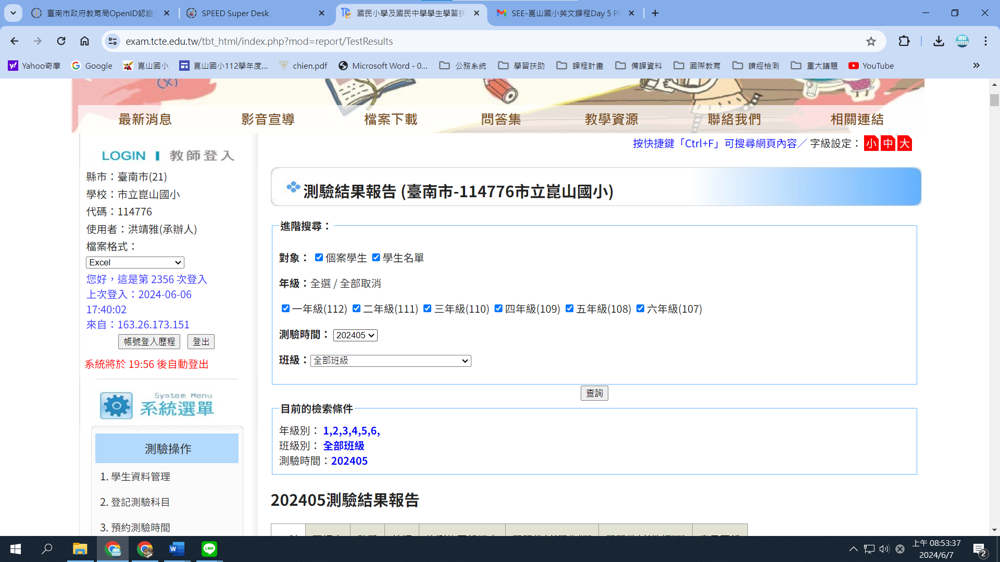 臺南市政府教育局OpenID認證
SPEED Super Desk
國民小學及國民中學學生學習扶
SEE-崑山國小英文課程Day 5 P
exam.tcte.edu.tw/tbt_html/index.php?mod=report/TestResults
Yahoo奇摩
Google
崑山國小
崑山國小112學年度...
chien.pdf
Microsoft Word - 0...
公務系統
學習扶助
課程計畫
備課資料
國際教育
讀經檢測
重大議題
YouTube
最新消息
影音宣導
檔案下載
問答集
教學資源
聯絡我們
相關連結
按快捷鍵「Ctrl+F」可搜尋網頁內容／ 字級設定： 小 中 大
LOGIN 教師登入
縣市：臺南市(21)
學校：市立崑山國小
代碼：114776
使用者：洪靖雅(承辦人)
檔案格式：
Excel
您好，這是第 2356 次登入
上次登入：2024-06-06
17:40:02
來自：163.26.173.151
帳號登入歷程 登出
系統將於 19:56 後自動登出
System Menu
系統選單
測驗操作
1. 學生資料管理
2. 登記測驗科目
3. 預約測驗時間
測驗結果報告 (臺南市-114776市立崑山國小)
進階搜尋：
對象： 個案學生 學生名單
年級：全選 / 全部取消
一年級(112) 二年級(111) 三年級(110) 四年級(109) 五年級(108) 六年級(107)
測驗時間： 202405
班級： 全部班級
查詢
目前的檢索條件
年級別： 1,2,3,4,5,6,
班級別： 全部班級
測驗時間：202405
202405測驗結果報告
上午 08:53:37
2024/6/7
2